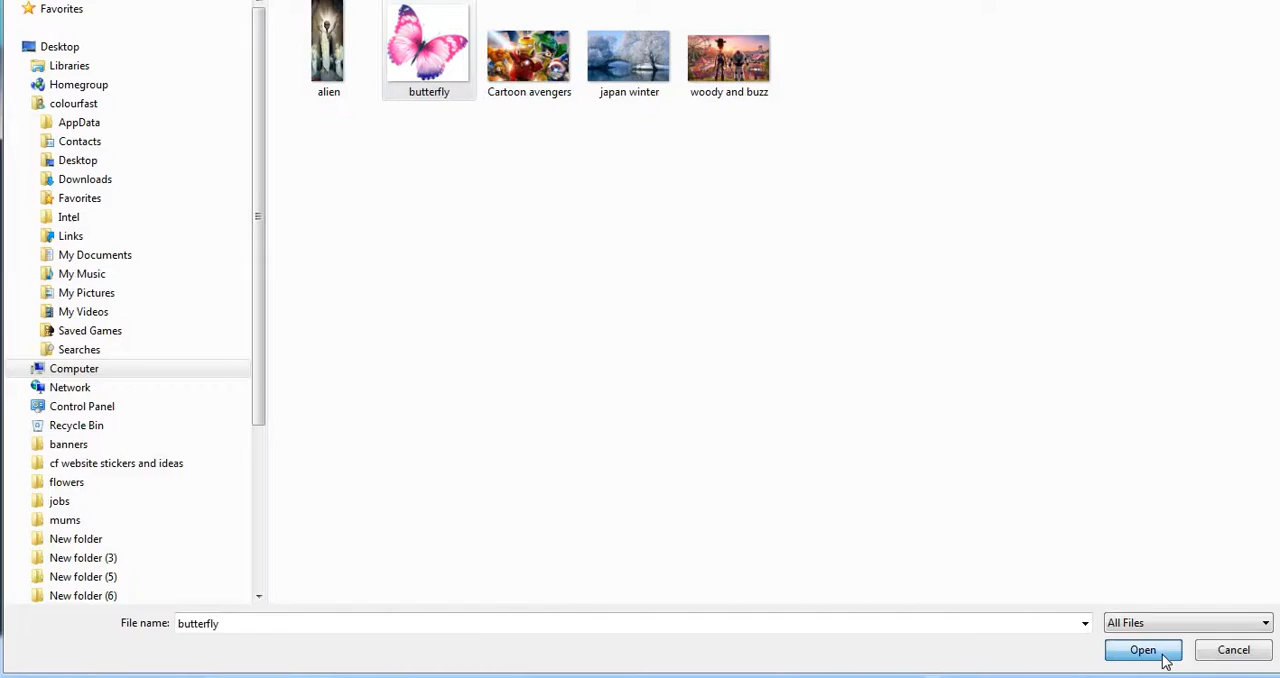 Favorites
Desktop
Libraries
Homegroup
colourfast
AppData
Contacts
Desktop
Downloads
Favorites
Intel
Links
My Documents
My Music
My Pictures
My Videos
Saved Games
Searches
Computer
Network
Control Panel
Recycle Bin
banners
cf website stickers and ideas
flowers
jobs
mums
New folder
New folder (3)
New folder (5)
New folder (6)
alien
butterfly
Cartoon avengers
japan winter
woody and buzz
File name: butterfly
All Files
Open
Cancel